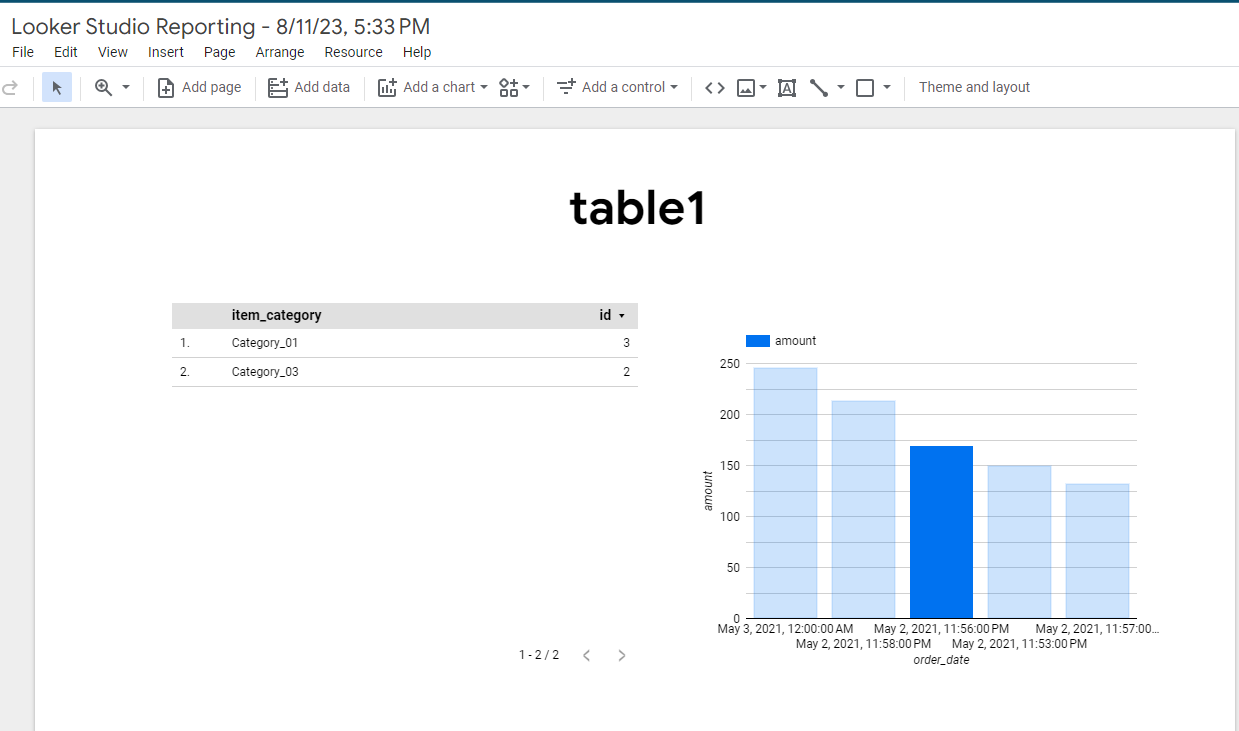 Looker Studio Reporting - 8/11/23, 5:33 PM
File Edit View Insert Page Arrange Resource Help
Add page Add data Add a chart Add a control Theme and layout
table1
item_category id
1. Category_01 3
2. Category_03 2
1 - 2 / 2
amount
250
200
150
100
50
0
amount
May 3, 2021, 12:00:00 AM May 2, 2021, 11:56:00 PM May 2, 2021, 11:57:00...
May 2, 2021, 11:58:00 PM May 2, 2021, 11:53:00 PM
order_date